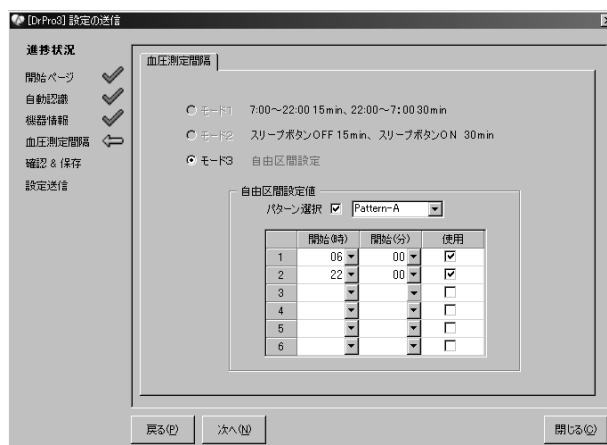 [DrPro3] 設定の送信
進捗状況
開始ページ
自動認識
機器情報
血圧測定間隔
確認 & 保存
設定送信
血圧測定間隔
モード1 7:00～22:00 15min、22:00～7:00 30min
モード2 スリープボタンOFF 15min、スリープボタンON 30min
モード3 自由区間設定
自由区間設定値
パターン選択 Pattern-A
開始(時) 開始(分) 使用
1 06 00
2 22 00
3
4
5
6
戻る(P) 次へ(N) 閉じる(C)